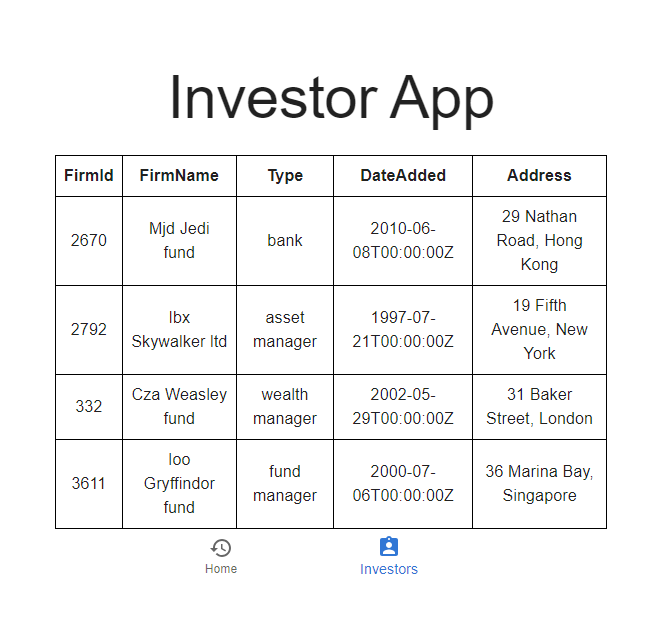 Investor App
FirmId FirmName Type DateAdded Address
2670 Mjd Jedi fund bank 2010-06-08T00:00:00Z 29 Nathan Road, Hong Kong
2792 Ibx Skywalker ltd asset manager 1997-07-21T00:00:00Z 19 Fifth Avenue, New York
332 Cza Weasley fund wealth manager 2002-05-29T00:00:00Z 31 Baker Street, London
3611 Ioo Gryffindor fund fund manager 2000-07-06T00:00:00Z 36 Marina Bay, Singapore
Home Investors